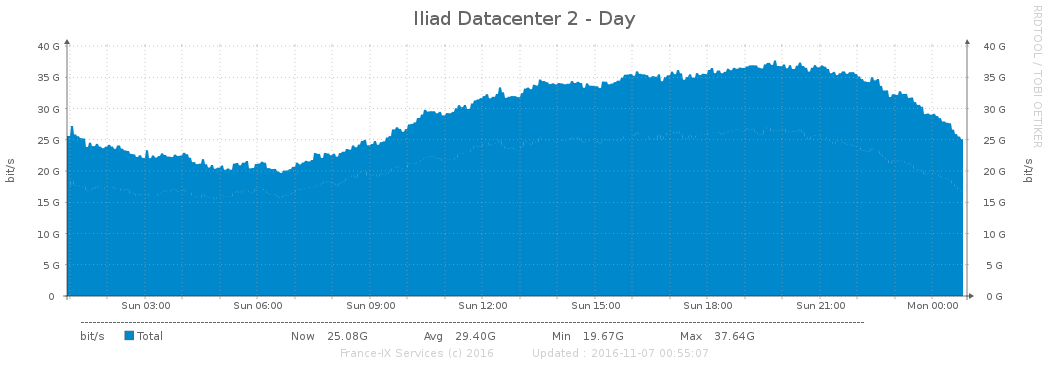 Iliad Datacenter 2 - Day
RRDTOOL / TOBI OETIKER
40 G 40 G
35 G 35 G
30 G 30 G
25 G 25 G
20 G 20 G
15 G 15 G
10 G 10 G
5 G 5 G
0 0 G
bit/s
bit/s
Sun 03:00 Sun 06:00 Sun 09:00 Sun 12:00 Sun 15:00 Sun 18:00 Sun 21:00 Mon 00:00
bit/s Total Now 25.08G Avg 29.40G Min 19.67G Max 37.64G
France-IX Services (c) 2016 Updated : 2016-11-07 00:55:07